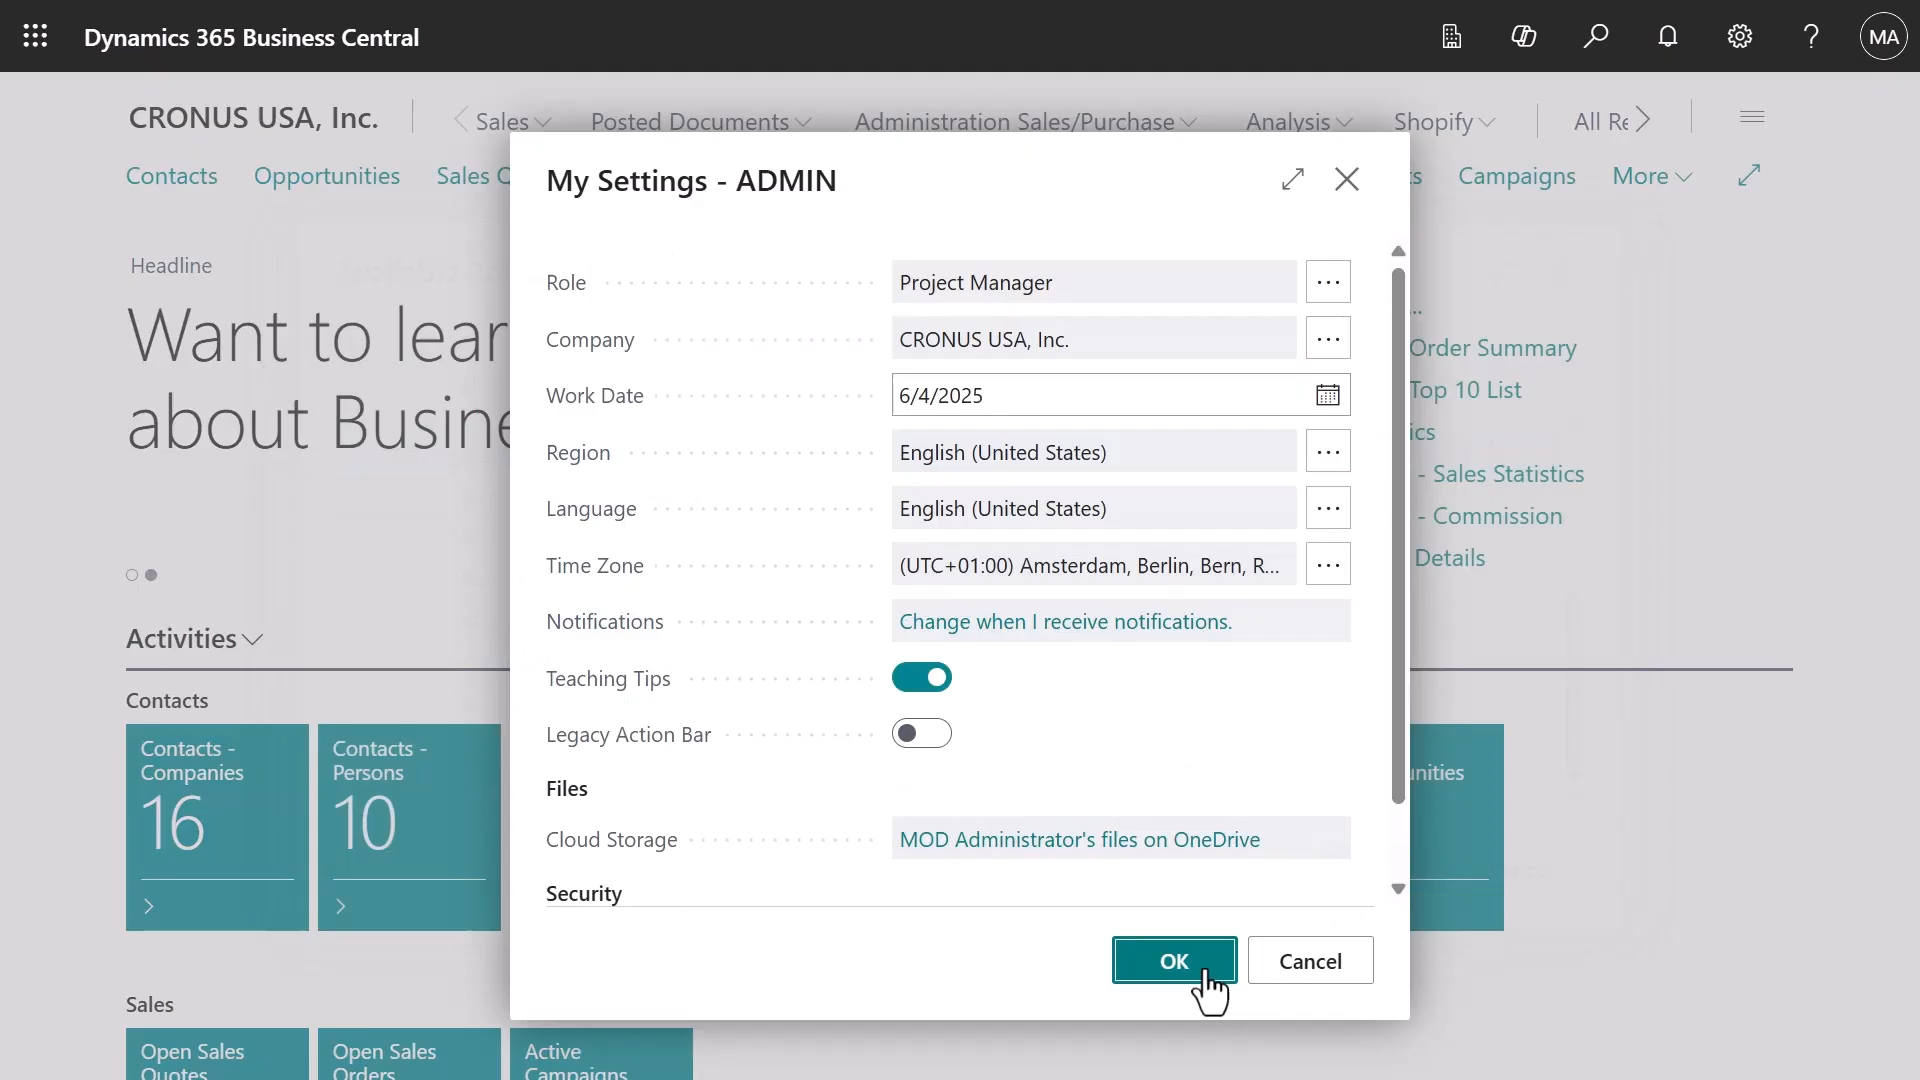 Dynamics 365 Business Central
MA
CRONUS USA, Inc.
Sales
Posted Documents
Administration Sales/Purchase
Analysis
Shopify
All Re
Contacts
Opportunities
Sales Q
ts
Campaigns
More
Headline
Want to lear
about Busine
My Settings - ADMIN
Role
Project Manager
Company
CRONUS USA, Inc.
Work Date
6/4/2025
Region
English (United States)
Language
English (United States)
Time Zone
(UTC+01:00) Amsterdam, Berlin, Bern, R...
Notifications
Change when I receive notifications.
Teaching Tips
Legacy Action Bar
Files
Cloud Storage
MOD Administrator's files on OneDrive
Security
OK
Cancel
...
Order Summary
Top 10 List
ics
- Sales Statistics
- Commission
Details
Activities
Contacts
Contacts -
Companies
16
Contacts -
Persons
10
unities
Sales
Open Sales
Quotes
Open Sales
Orders
Active
Campaigns